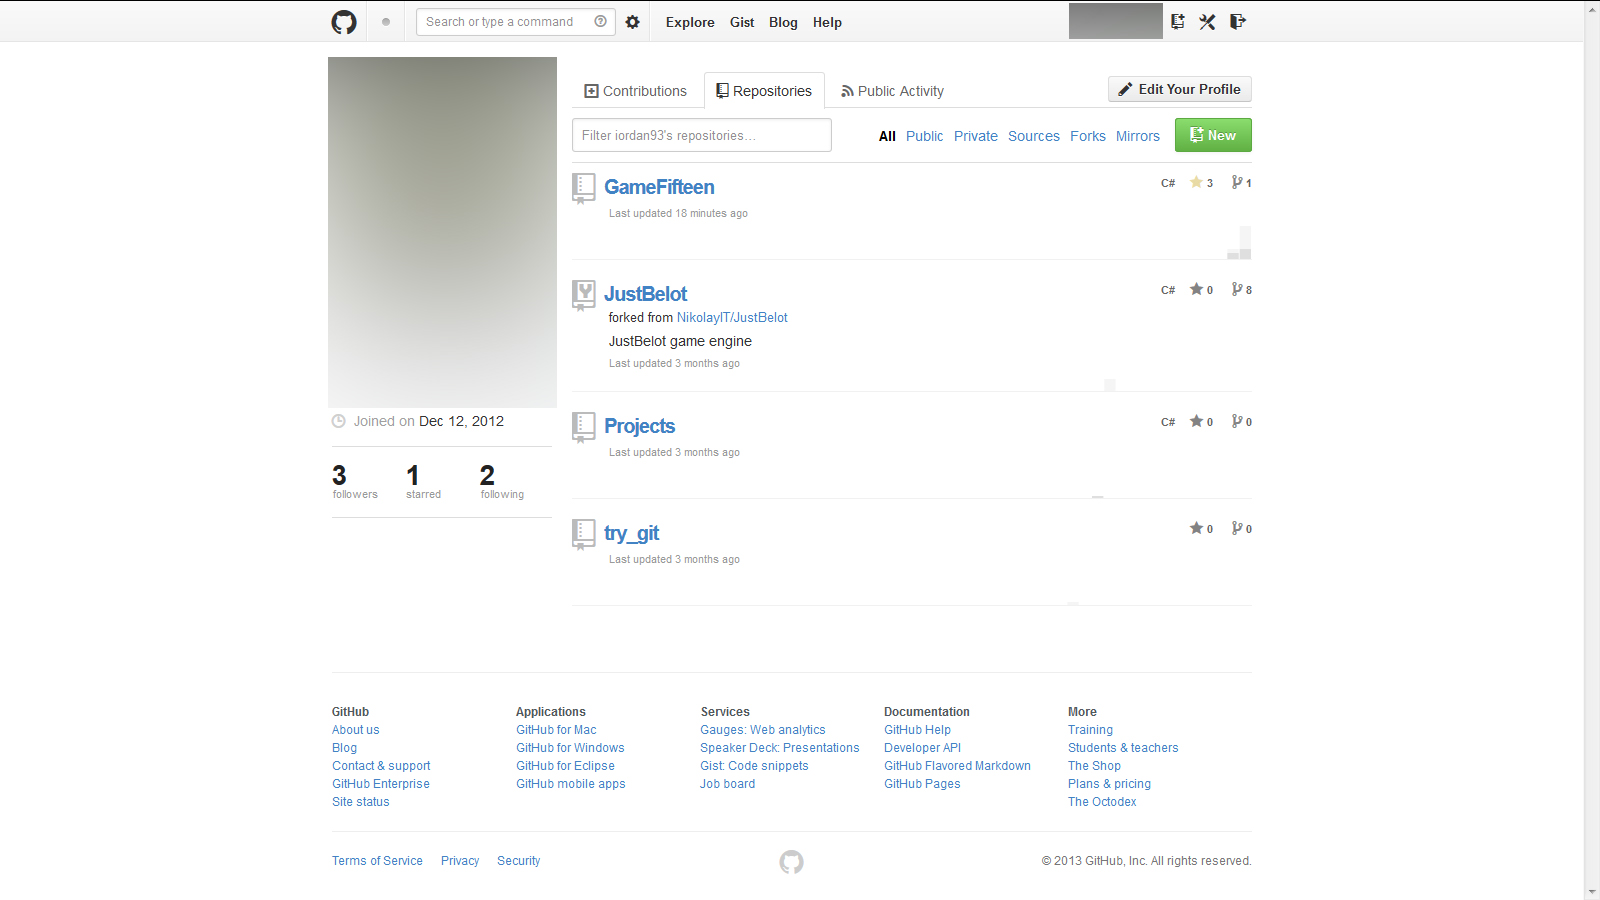 Search or type a command
Explore Gist Blog Help
Contributions Repositories Public Activity Edit Your Profile
Filter iordan93's repositories…
All Public Private Sources Forks Mirrors New
GameFifteen C# 3 1
Last updated 18 minutes ago
JustBelot C# 0 8
forked from NikolayIT/JustBelot
JustBelot game engine
Last updated 3 months ago
Joined on Dec 12, 2012
3 1 2
followers starred following
Projects C# 0 0
Last updated 3 months ago
try_git 0 0
Last updated 3 months ago
GitHub
About us
Blog
Contact & support
GitHub Enterprise
Site status
Applications
GitHub for Mac
GitHub for Windows
GitHub for Eclipse
GitHub mobile apps
Services
Gauges: Web analytics
Speaker Deck: Presentations
Gist: Code snippets
Job board
Documentation
GitHub Help
Developer API
GitHub Flavored Markdown
GitHub Pages
More
Training
Students & teachers
The Shop
Plans & pricing
The Octodex
Terms of Service Privacy Security © 2013 GitHub, Inc. All rights reserved.